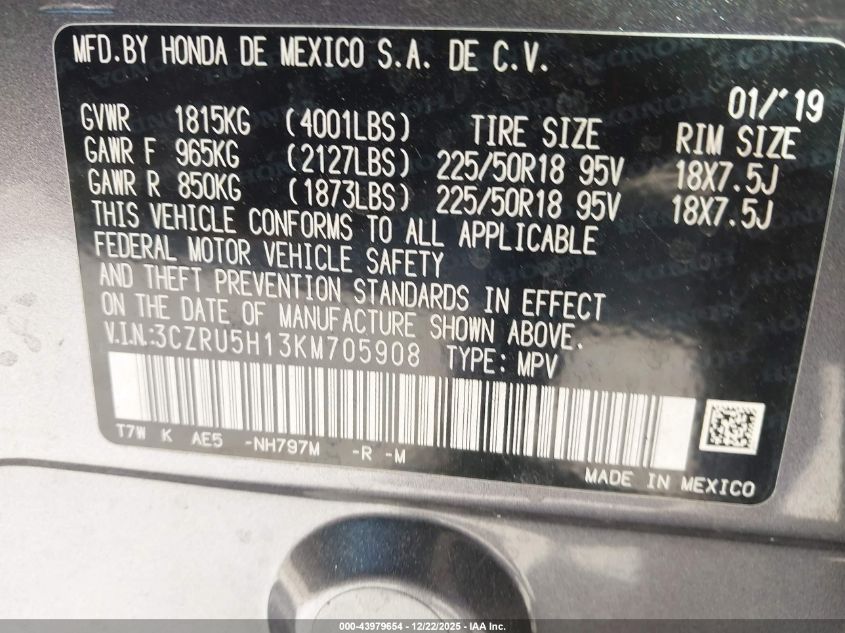 MFD.BY HONDA DE MEXICO S.A. DE C.V.
01/'19
GVWR 1815KG (4001LBS) TIRE SIZE RIM SIZE
GAWR F 965KG (2127LBS) 225/50R18 95V 18X7.5J
GAWR R 850KG (1873LBS) 225/50R18 95V 18X7.5J
THIS VEHICLE CONFORMS TO ALL APPLICABLE
FEDERAL MOTOR VEHICLE SAFETY
AND THEFT PREVENTION STANDARDS IN EFFECT
ON THE DATE OF MANUFACTURE SHOWN ABOVE.
V.I.N.:3CZRU5H13KM705908 TYPE: MPV
T7W K AE5 -NH797M -R -M
MADE IN MEXICO
000-43979654 | 12/22/2025 | IAA Inc.